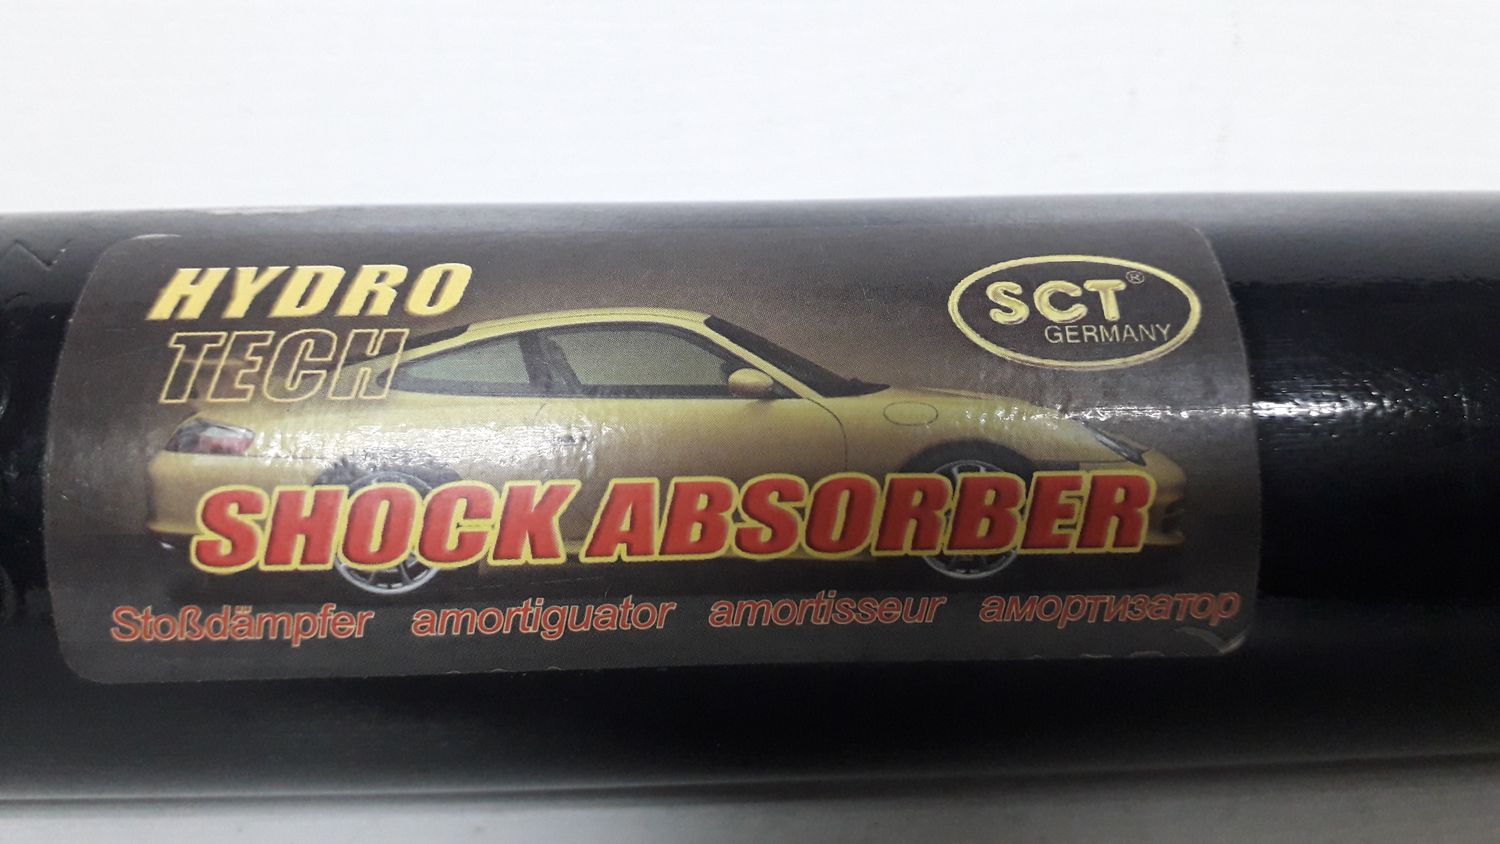 HYDRO
TECH
SCT®
GERMANY
SHOCK ABSORBER
Stoßdämpfer amortiguator amortisseur амортизатор